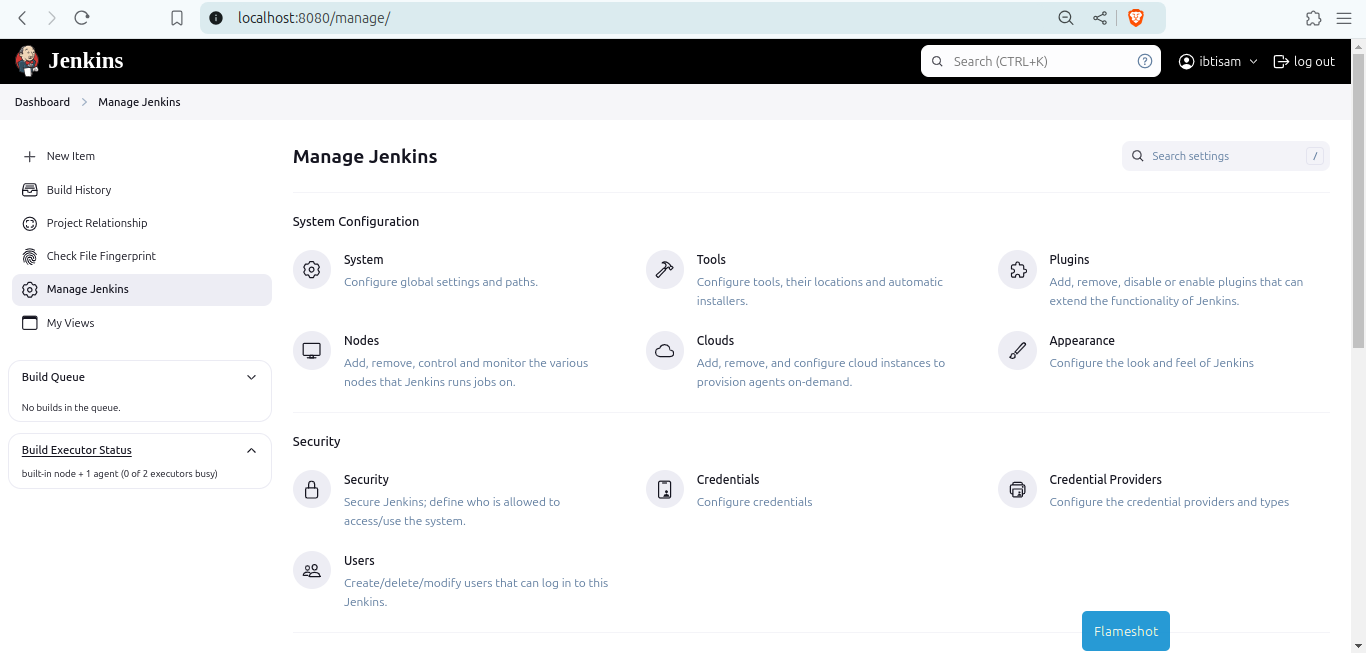 localhost:8080/manage/
Jenkins
Search (CTRL+K)
?
ibtisam
log out
Dashboard
Manage Jenkins
New Item
Build History
Project Relationship
Check File Fingerprint
Manage Jenkins
My Views
Build Queue
No builds in the queue.
Build Executor Status
built-in node + 1 agent (0 of 2 executors busy)
Manage Jenkins
Search settings
/
System Configuration
System
Configure global settings and paths.
Tools
Configure tools, their locations and automatic
installers.
Plugins
Add, remove, disable or enable plugins that can
extend the functionality of Jenkins.
Nodes
Add, remove, control and monitor the various
nodes that Jenkins runs jobs on.
Clouds
Add, remove, and configure cloud instances to
provision agents on-demand.
Appearance
Configure the look and feel of Jenkins
Security
Security
Secure Jenkins; define who is allowed to
access/use the system.
Credentials
Configure credentials
Credential Providers
Configure the credential providers and types
Users
Create/delete/modify users that can log in to this
Jenkins.
Flameshot